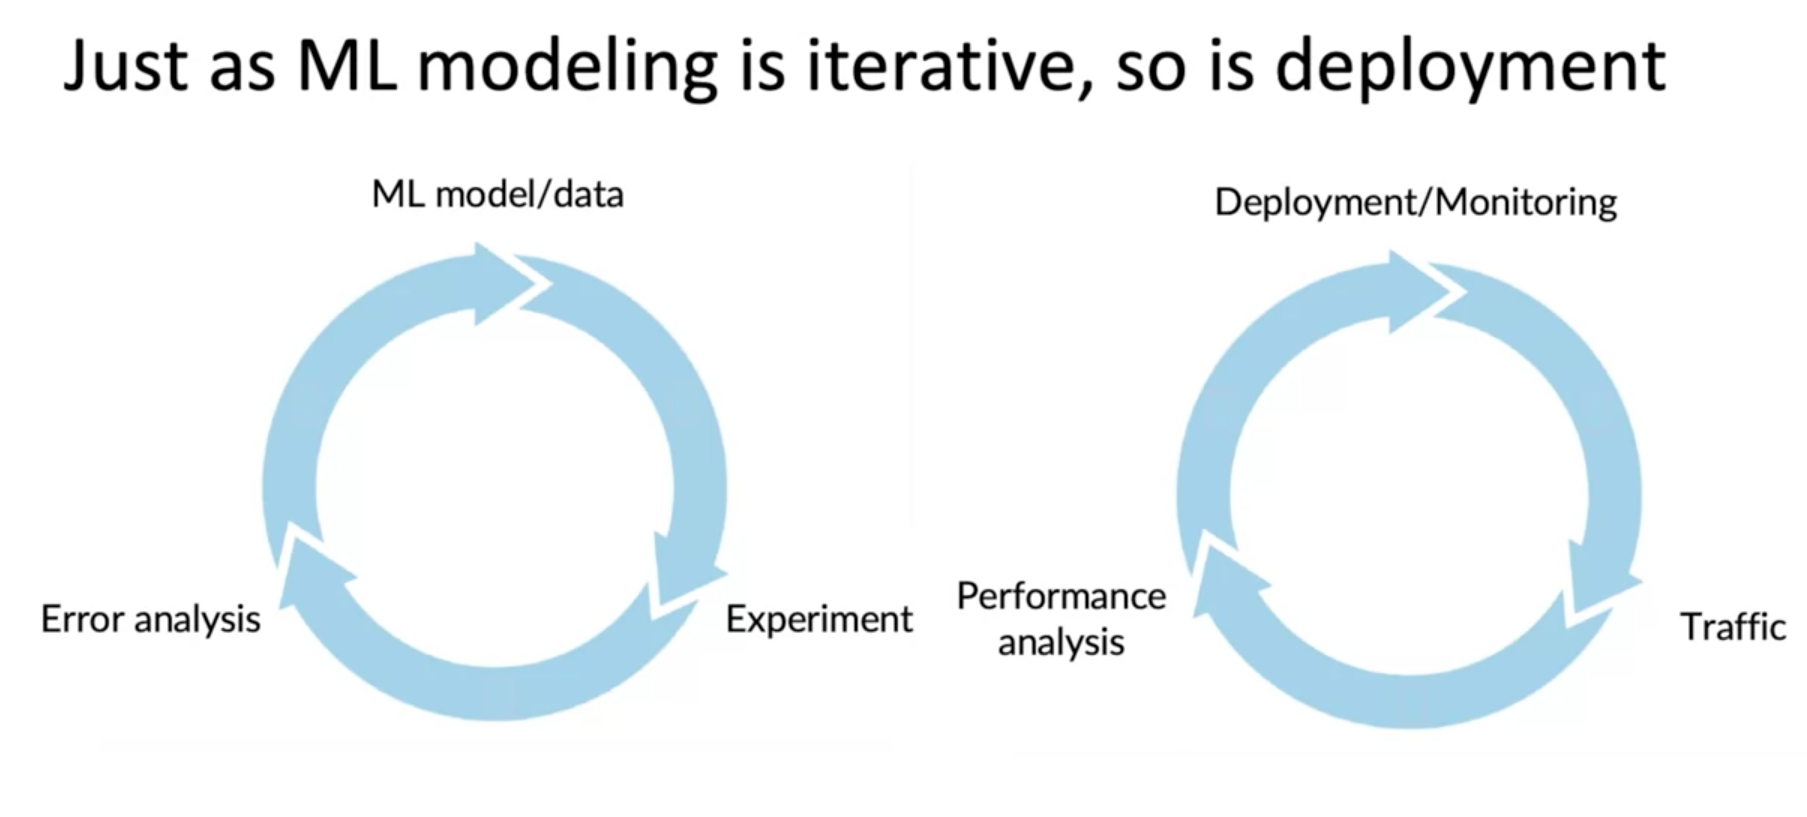 Just as ML modeling is iterative, so is deployment
ML model/data
Experiment
Error analysis
Deployment/Monitoring
Traffic
Performance
analysis